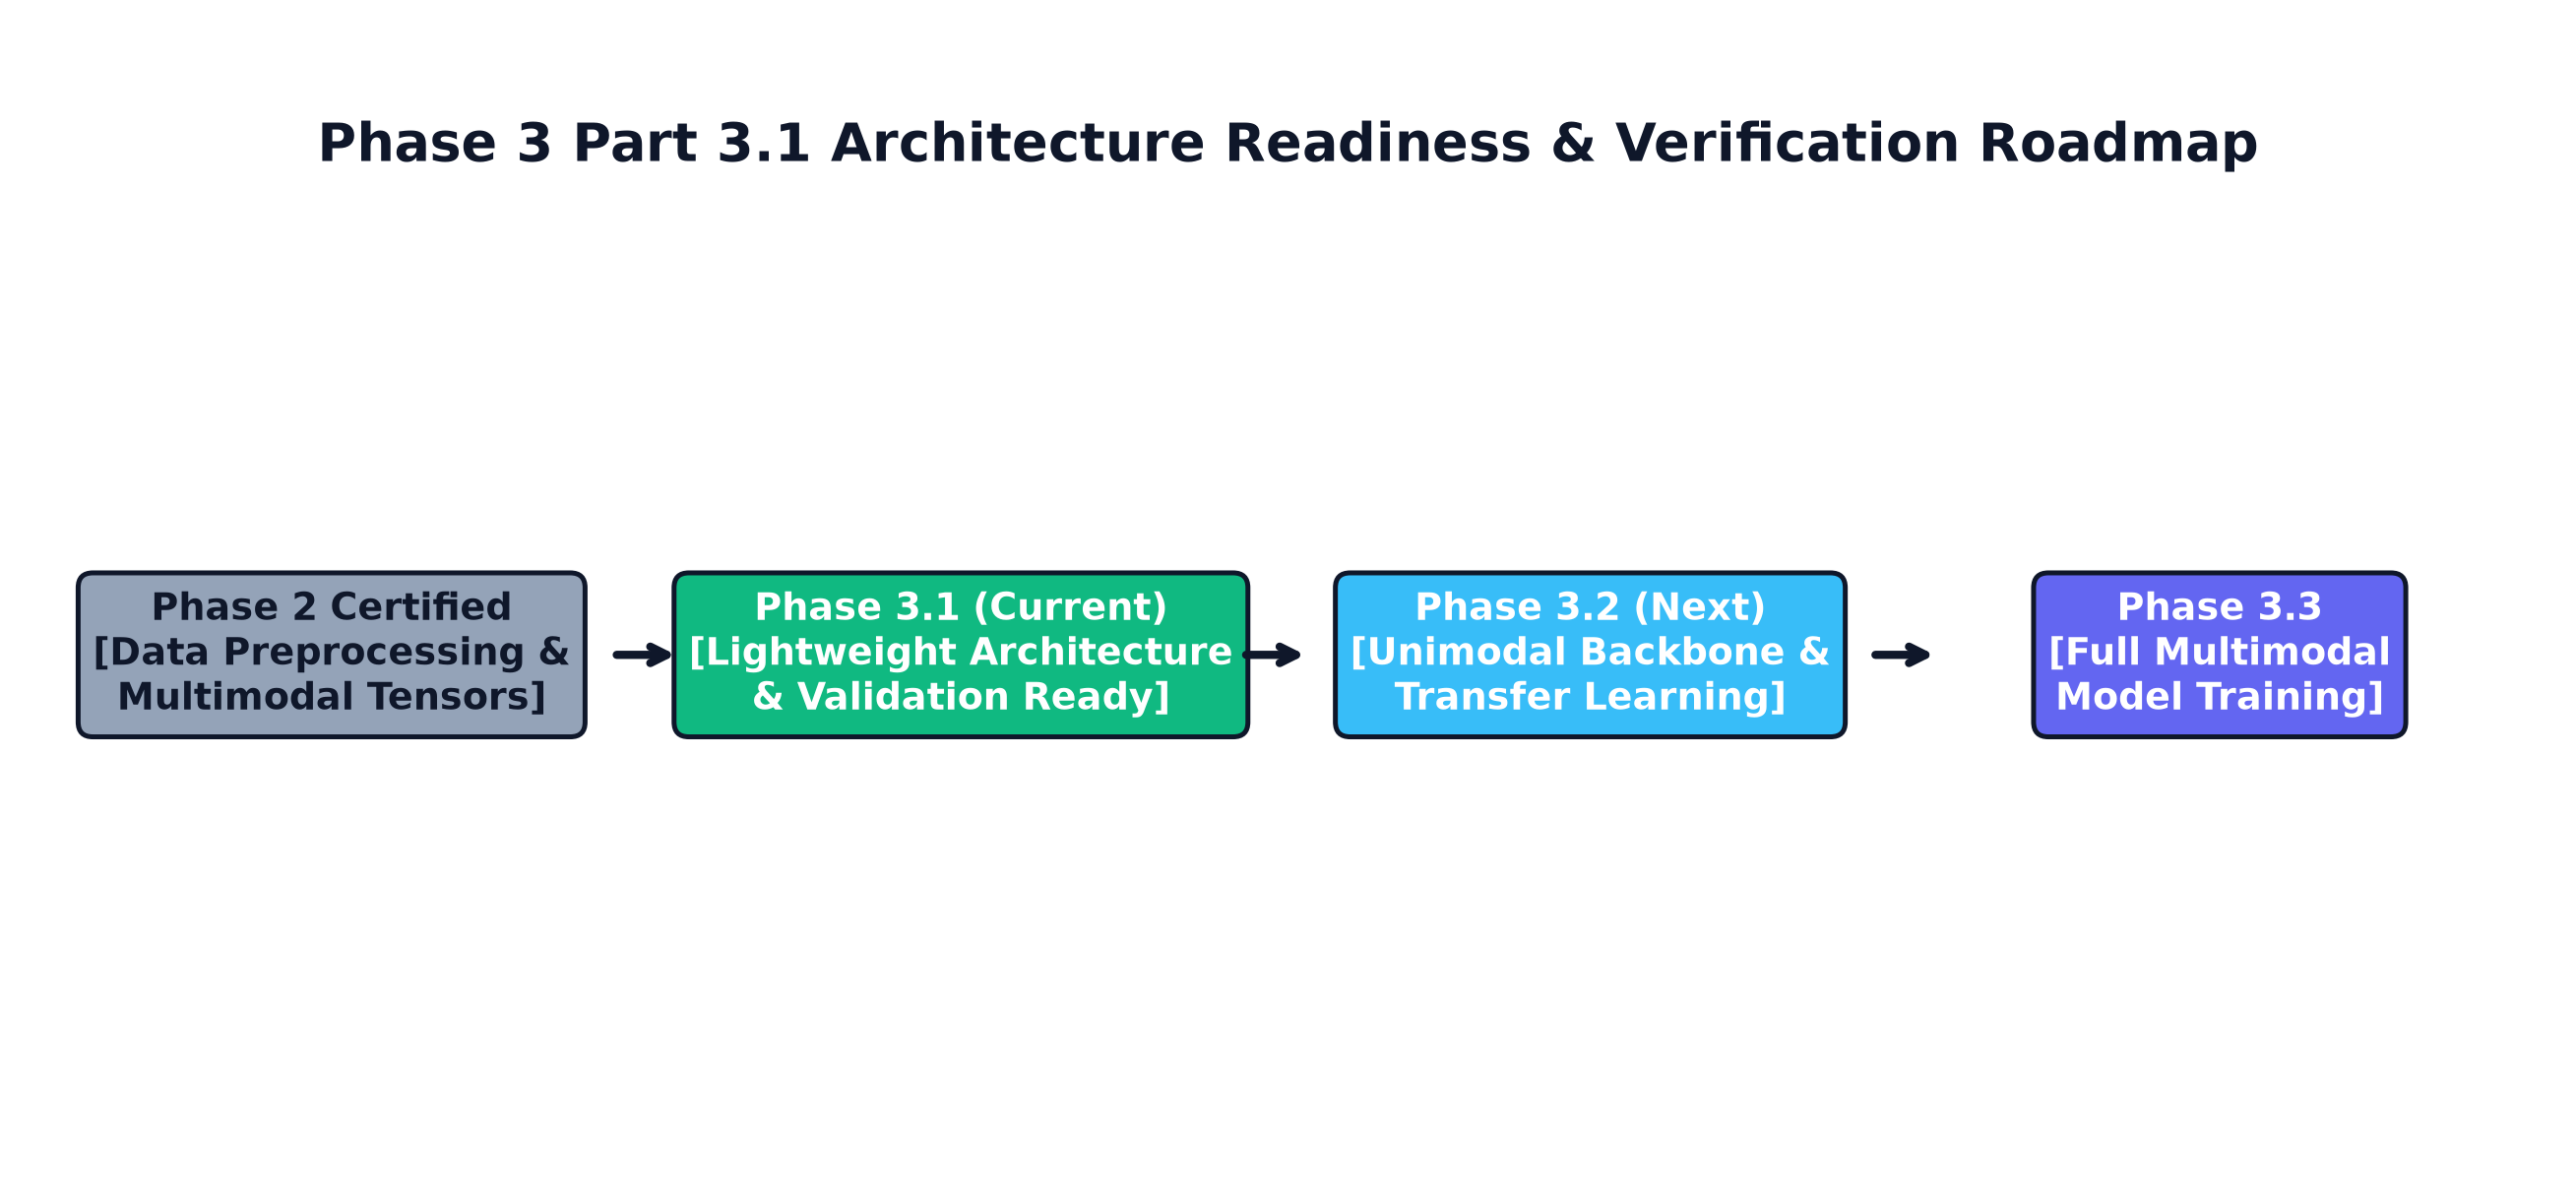 Phase 3 Part 3.1 Architecture Readiness & Verification Roadmap
Phase 2 Certified
[Data Preprocessing &
Multimodal Tensors]
Phase 3.1 (Current)
[Lightweight Architecture
& Validation Ready]
Phase 3.2 (Next)
[Unimodal Backbone &
Transfer Learning]
Phase 3.3
[Full Multimodal
Model Training]